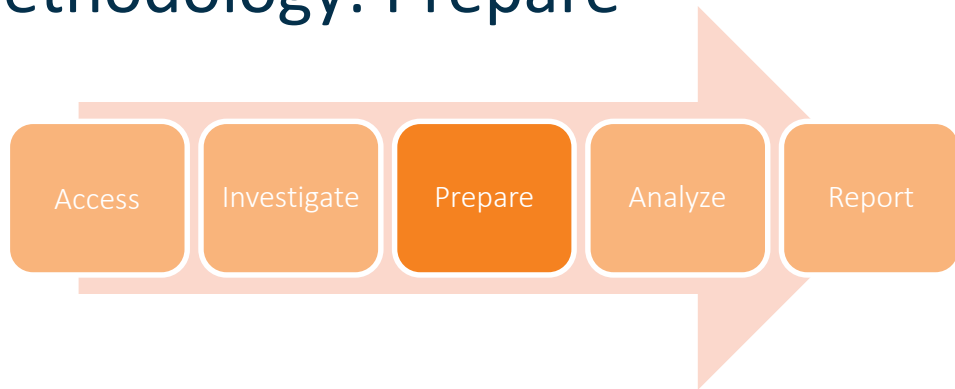 ethodology: Prepare
Access
Investigate
Prepare
Analyze
Report